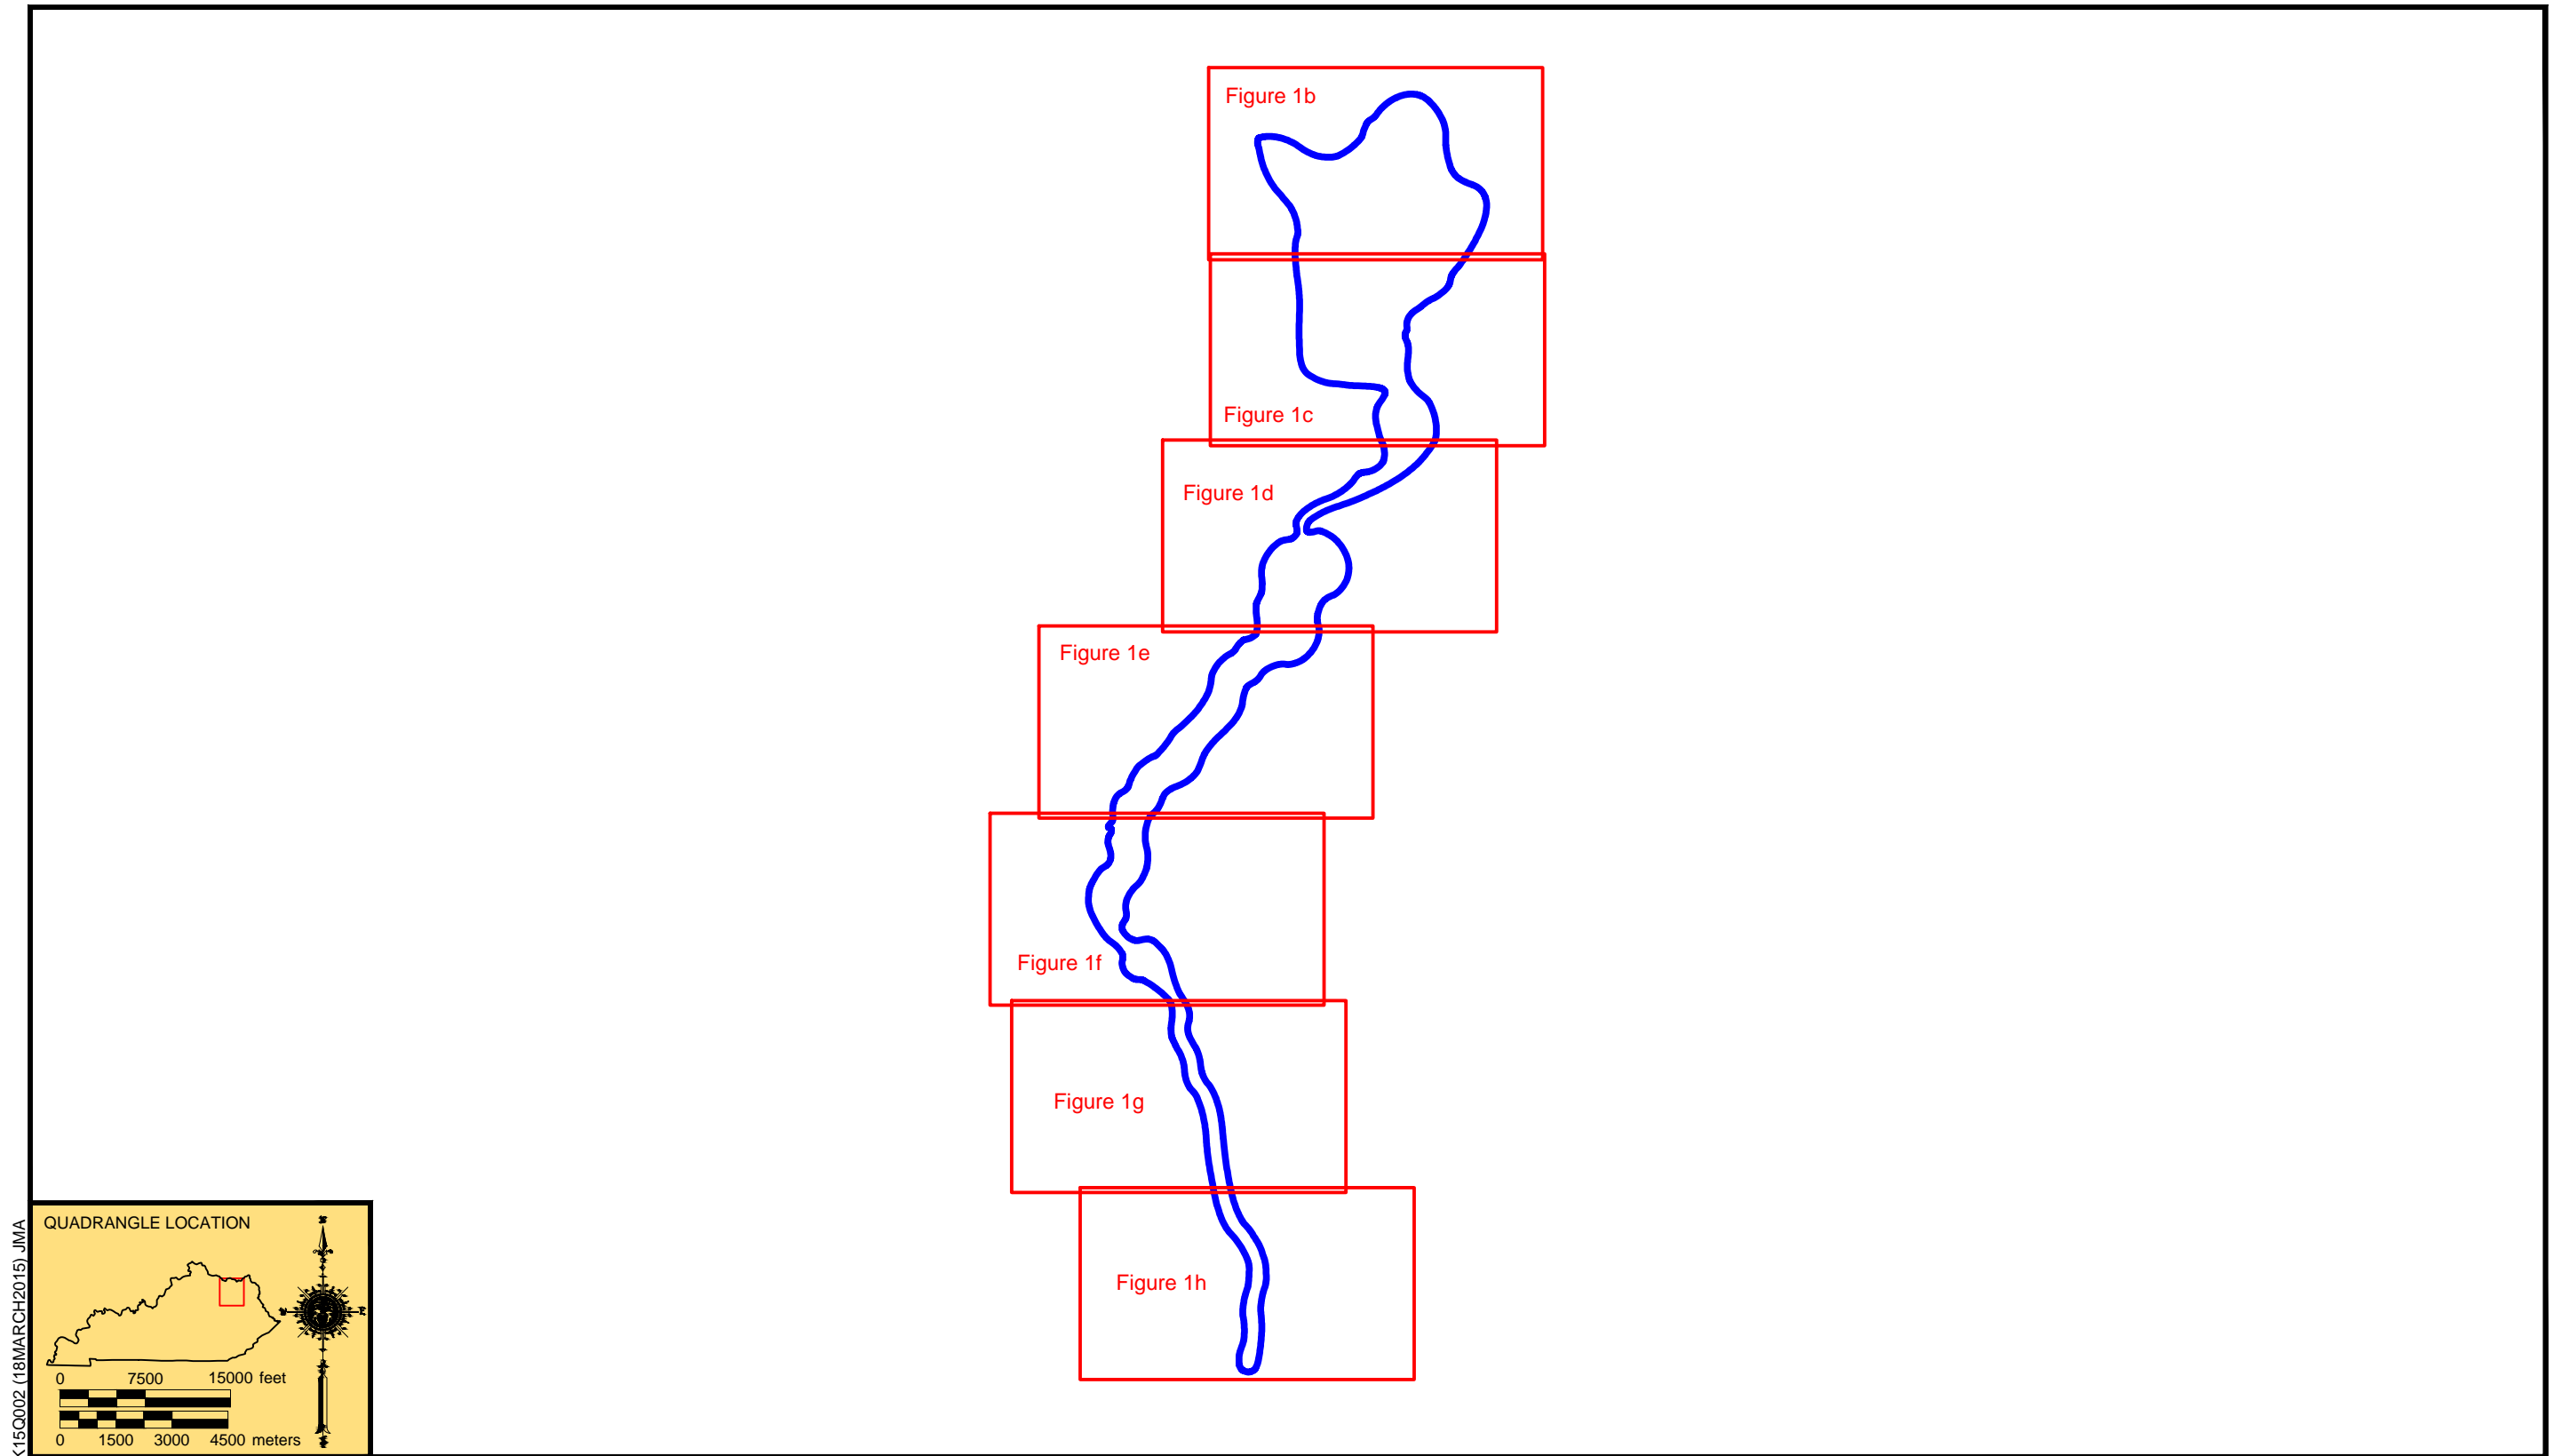 Figure 1b
Figure 1c
Figure 1d
Figure 1e
Figure 1f
Figure 1g
Figure 1h
K15Q002 (18MARCH2015) JMA
QUADRANGLE LOCATION
0 7500 15000 feet
0 1500 3000 4500 meters